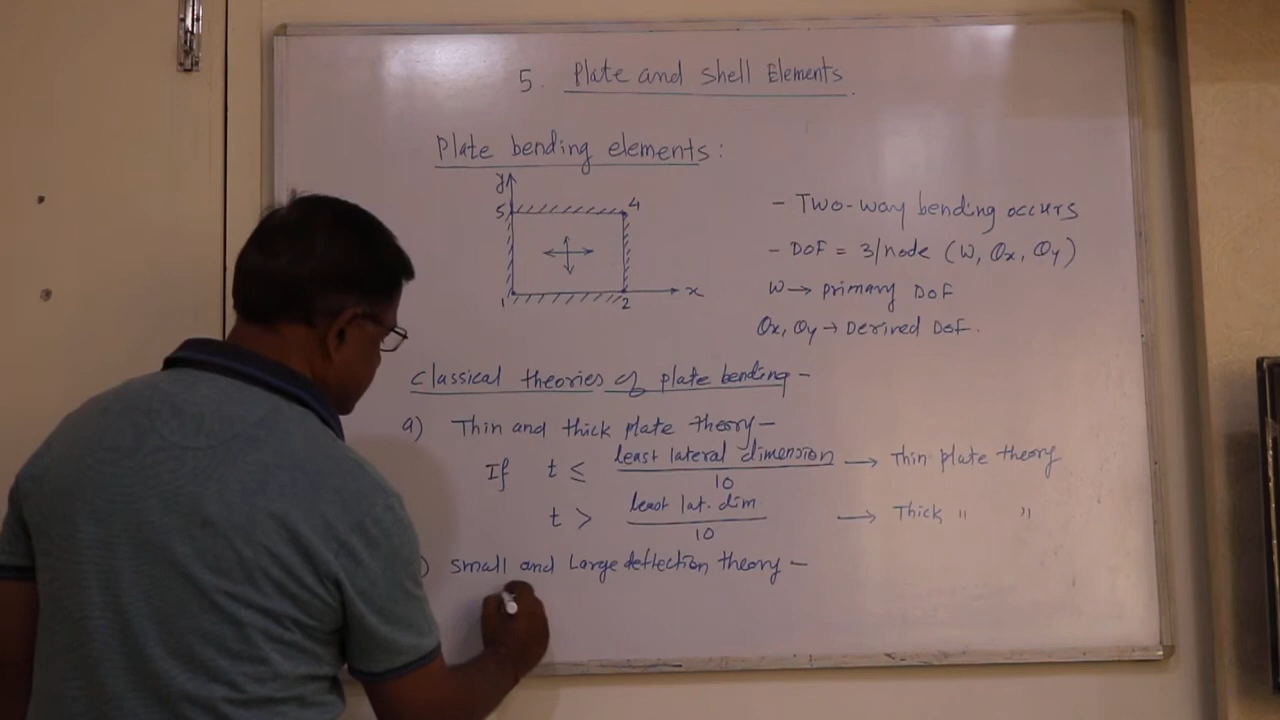 5. Plate and Shell Elements
Plate bending elements:
y
5 4
1 2 x
- Two-way bending occurs
- DOF = 3/node (w, θx, θy)
w → primary DOF
θx, θy → Derived DOF.
Classical theories of plate bending -
a) Thin and thick plate theory -
If t ≤ least lateral dimension / 10 → Thin plate theory
t > least lat. dim / 10 → Thick " "
) Small and Large deflection theory -